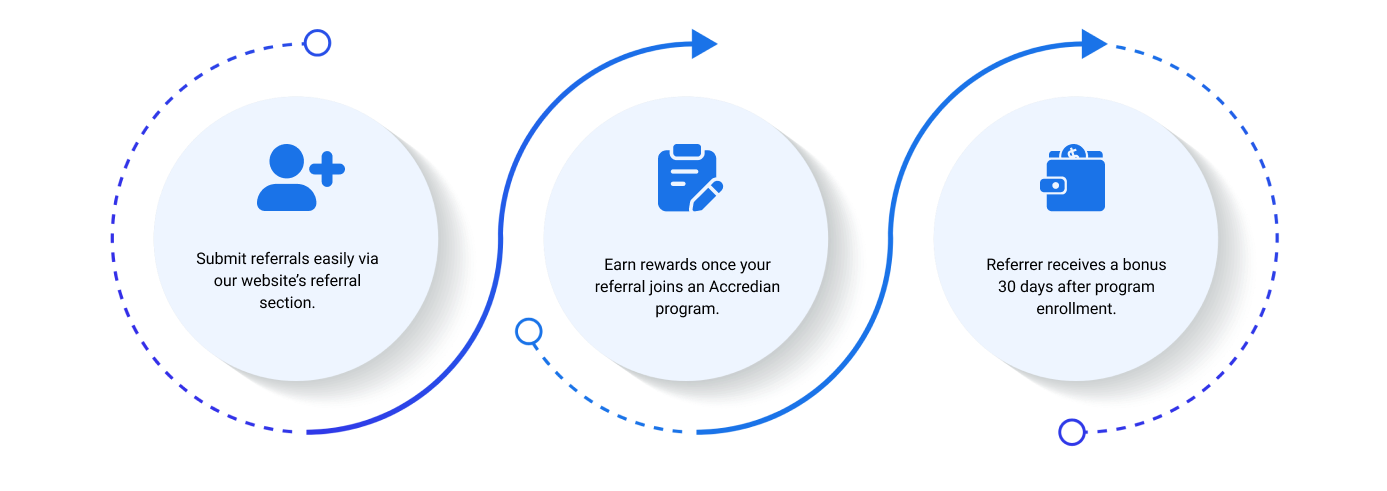 Submit referrals easily via
our website’s referral
section.
Earn rewards once your
referral joins an Accredian
program.
Referrer receives a bonus
30 days after program
enrollment.